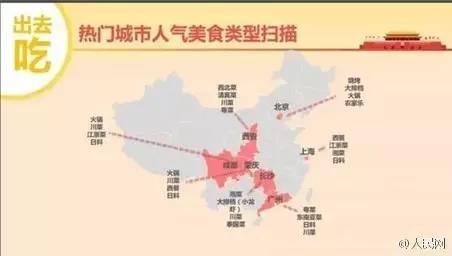 出去
吃
热门城市人气美食类型扫描
烧烤
大排档
火锅
农家乐
北京
西北菜
清真菜
川菜
粤菜
西安
火锅
川菜
江浙菜
日料
成都
重庆
上海
西餐
江浙菜
湘菜
日料
火锅
川菜
西餐
日料
长沙
湘菜
大排档(小龙
虾)
川菜
泰国菜
广州
粤菜
东南亚菜
日料
川菜
@人民网